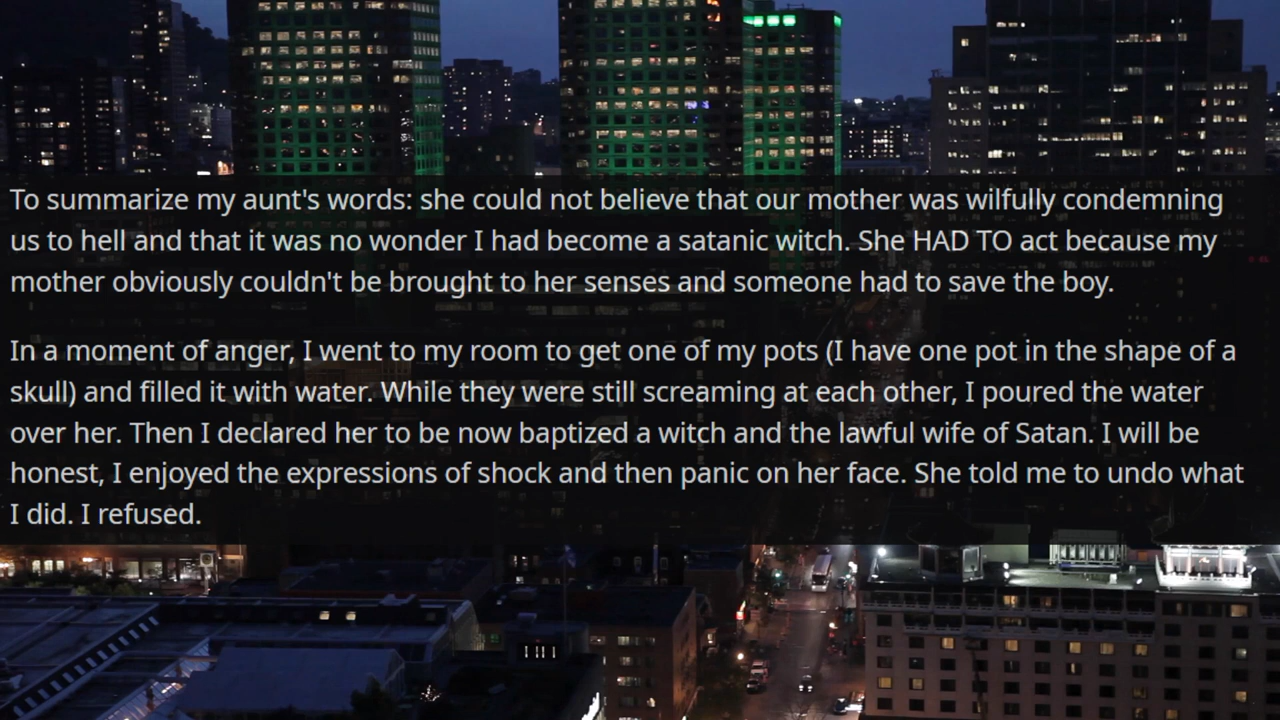 To summarize my aunt's words: she could not believe that our mother was wilfully condemning
us to hell and that it was no wonder I had become a satanic witch. She HAD TO act because my
mother obviously couldn't be brought to her senses and someone had to save the boy.
In a moment of anger, I went to my room to get one of my pots (I have one pot in the shape of a
skull) and filled it with water. While they were still screaming at each other, I poured the water
over her. Then I declared her to be now baptized a witch and the lawful wife of Satan. I will be
honest, I enjoyed the expressions of shock and then panic on her face. She told me to undo what
I did. I refused.